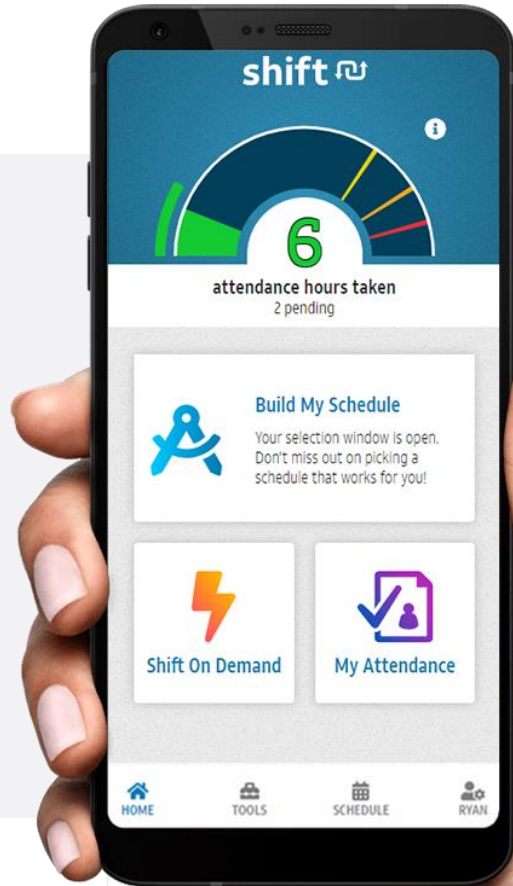 shift
6
attendance hours taken
2 pending
Build My Schedule
Your selection window is open.
Don't miss out on picking a
schedule that works for you!
Shift On Demand
My Attendance
HOME
TOOLS
SCHEDULE
RYAN